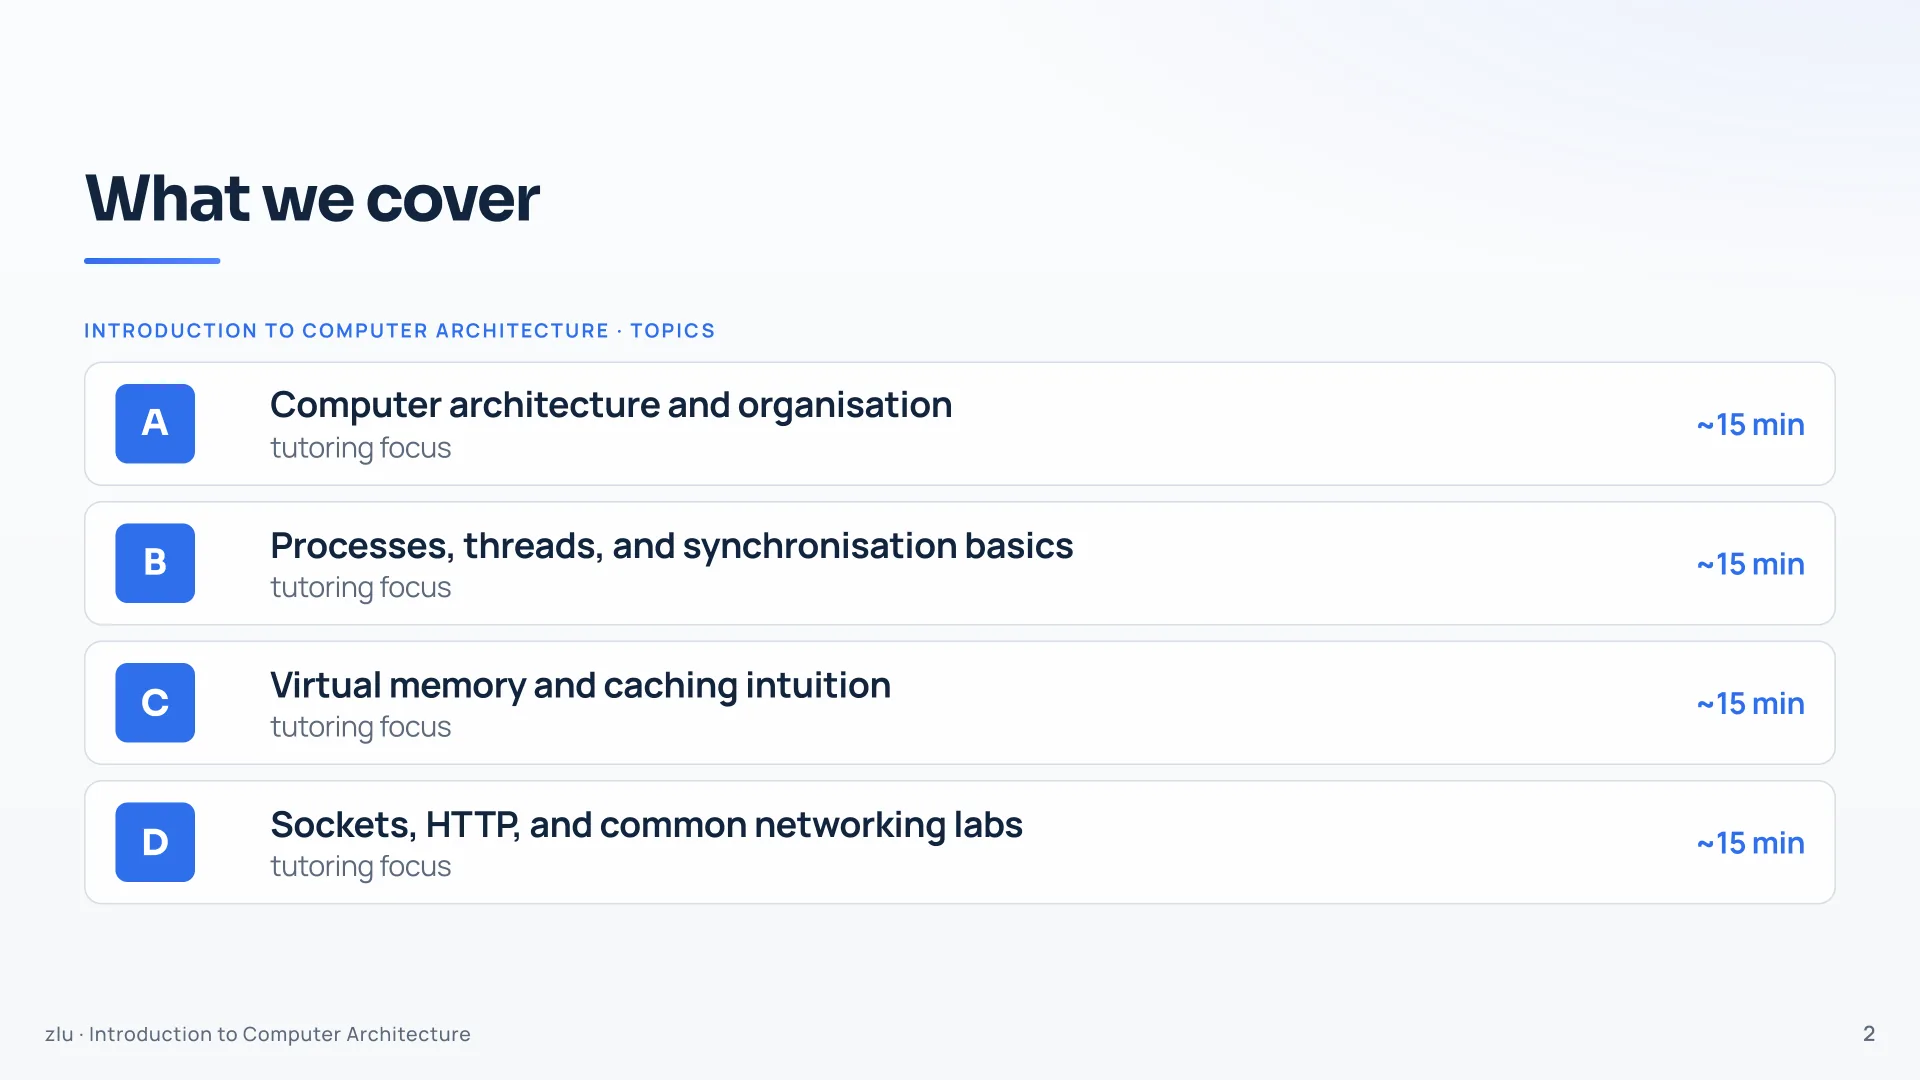 What we cover
INTRODUCTION TO COMPUTER ARCHITECTURE · TOPICS
A
Computer architecture and organisation
tutoring focus
~15 min
B
Processes, threads, and synchronisation basics
tutoring focus
~15 min
C
Virtual memory and caching intuition
tutoring focus
~15 min
D
Sockets, HTTP, and common networking labs
tutoring focus
~15 min
zlu · Introduction to Computer Architecture
2